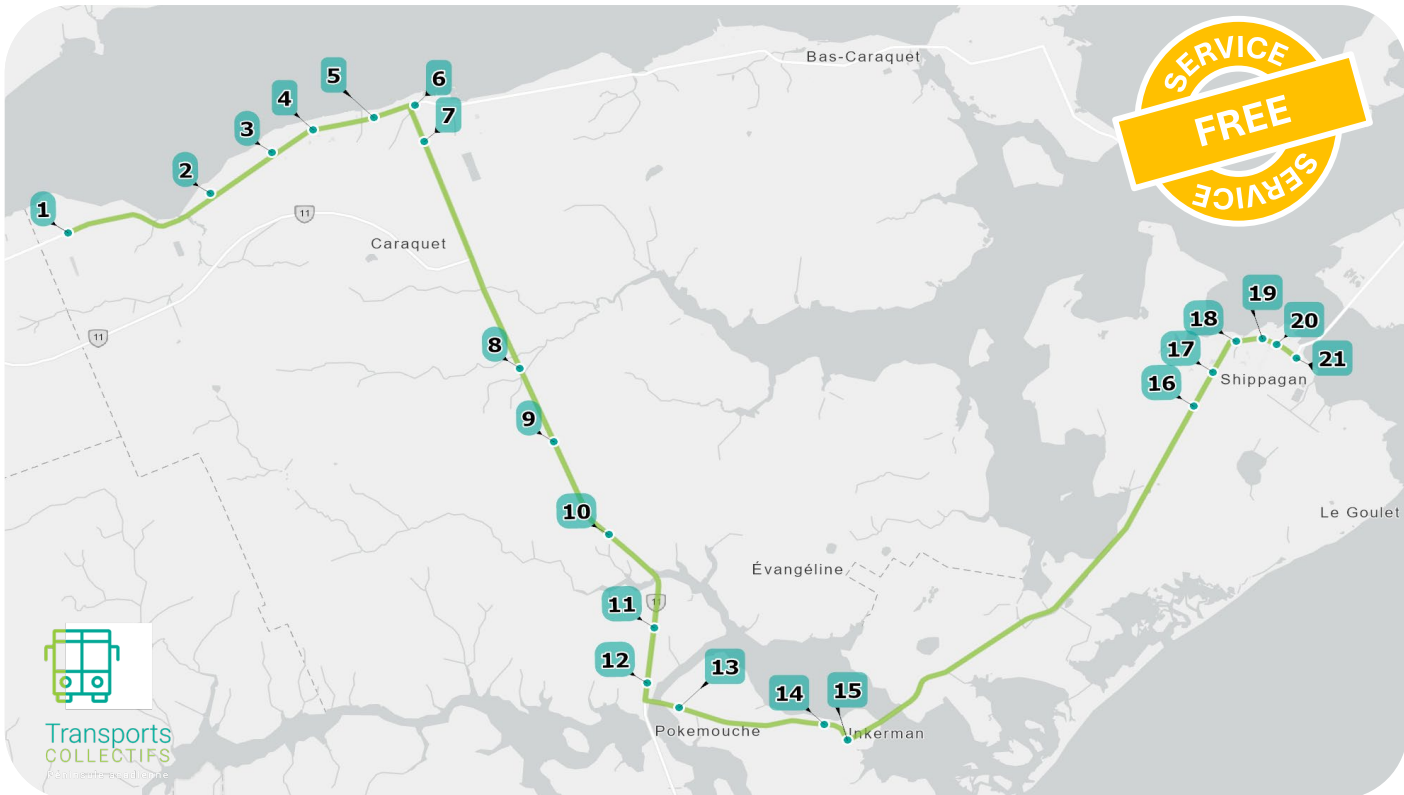 Bas-Caraquet
SERVICE
FREE
SERVICE
5
6
4
7
3
2
1
11
Caraquet
11
19
18
20
8
17
21
16
Shippagan
9
10
Le Goulet
Évangéline
11
11
12
13
14
15
Pokemouche
Inkerman
Transports
COLLECTIFS